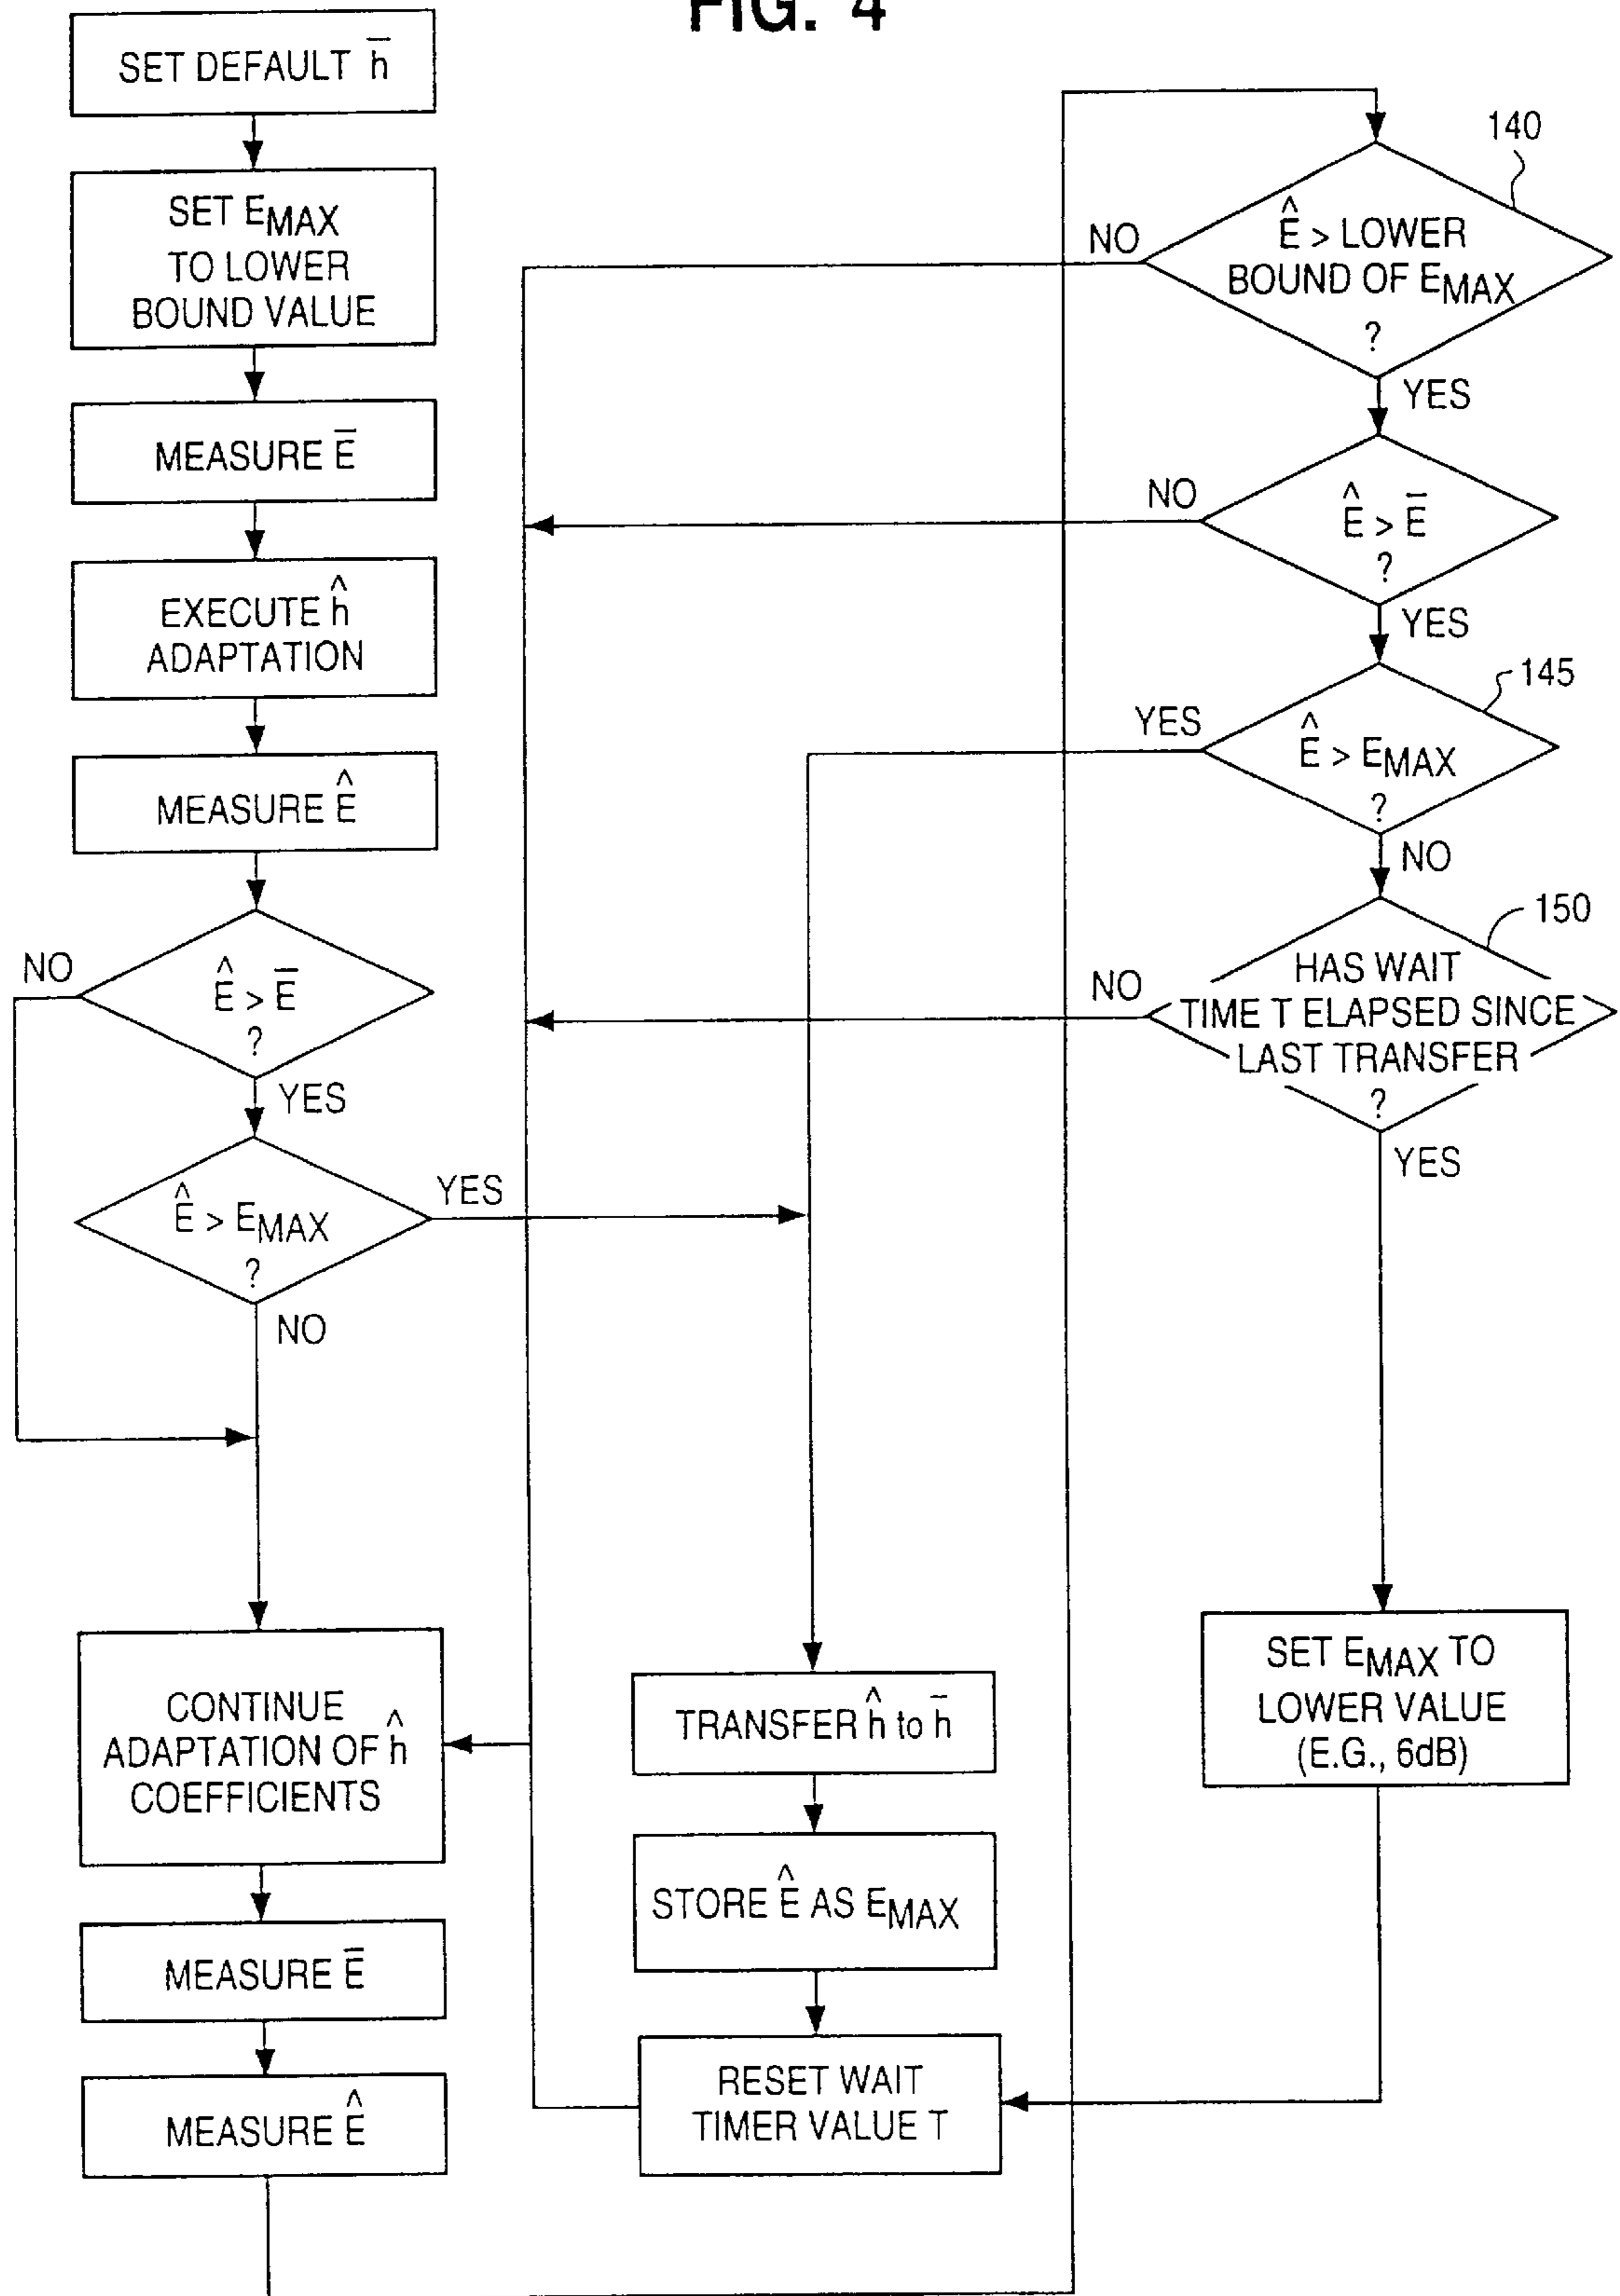 FIG. 4
SET DEFAULT h̅
SET EMAX
TO LOWER
BOUND VALUE
MEASURE E̅
EXECUTE ĥ
ADAPTATION
MEASURE Ê
Ê > E̅
?
NO
YES
Ê > EMAX
?
YES
NO
CONTINUE
ADAPTATION OF ĥ
COEFFICIENTS
MEASURE E̅
MEASURE Ê
TRANSFER ĥ to h̅
STORE Ê AS EMAX
RESET WAIT
TIMER VALUE T
140
Ê > LOWER
BOUND OF EMAX
?
NO
YES
Ê > E̅
?
NO
YES
145
Ê > EMAX
?
YES
NO
150
HAS WAIT
TIME T ELAPSED SINCE
LAST TRANSFER
?
NO
YES
SET EMAX TO
LOWER VALUE
(E.G., 6dB)